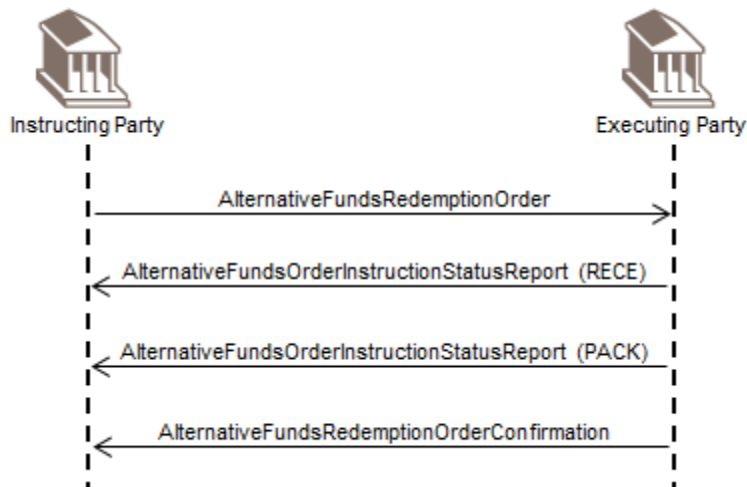 Instructing Party
Executing Party
AlternativeFundsRedemptionOrder
AlternativeFundsOrderInstructionStatusReport (RECE)
AlternativeFundsOrderInstructionStatusReport (PACK)
AlternativeFundsRedemptionOrderConfirmation